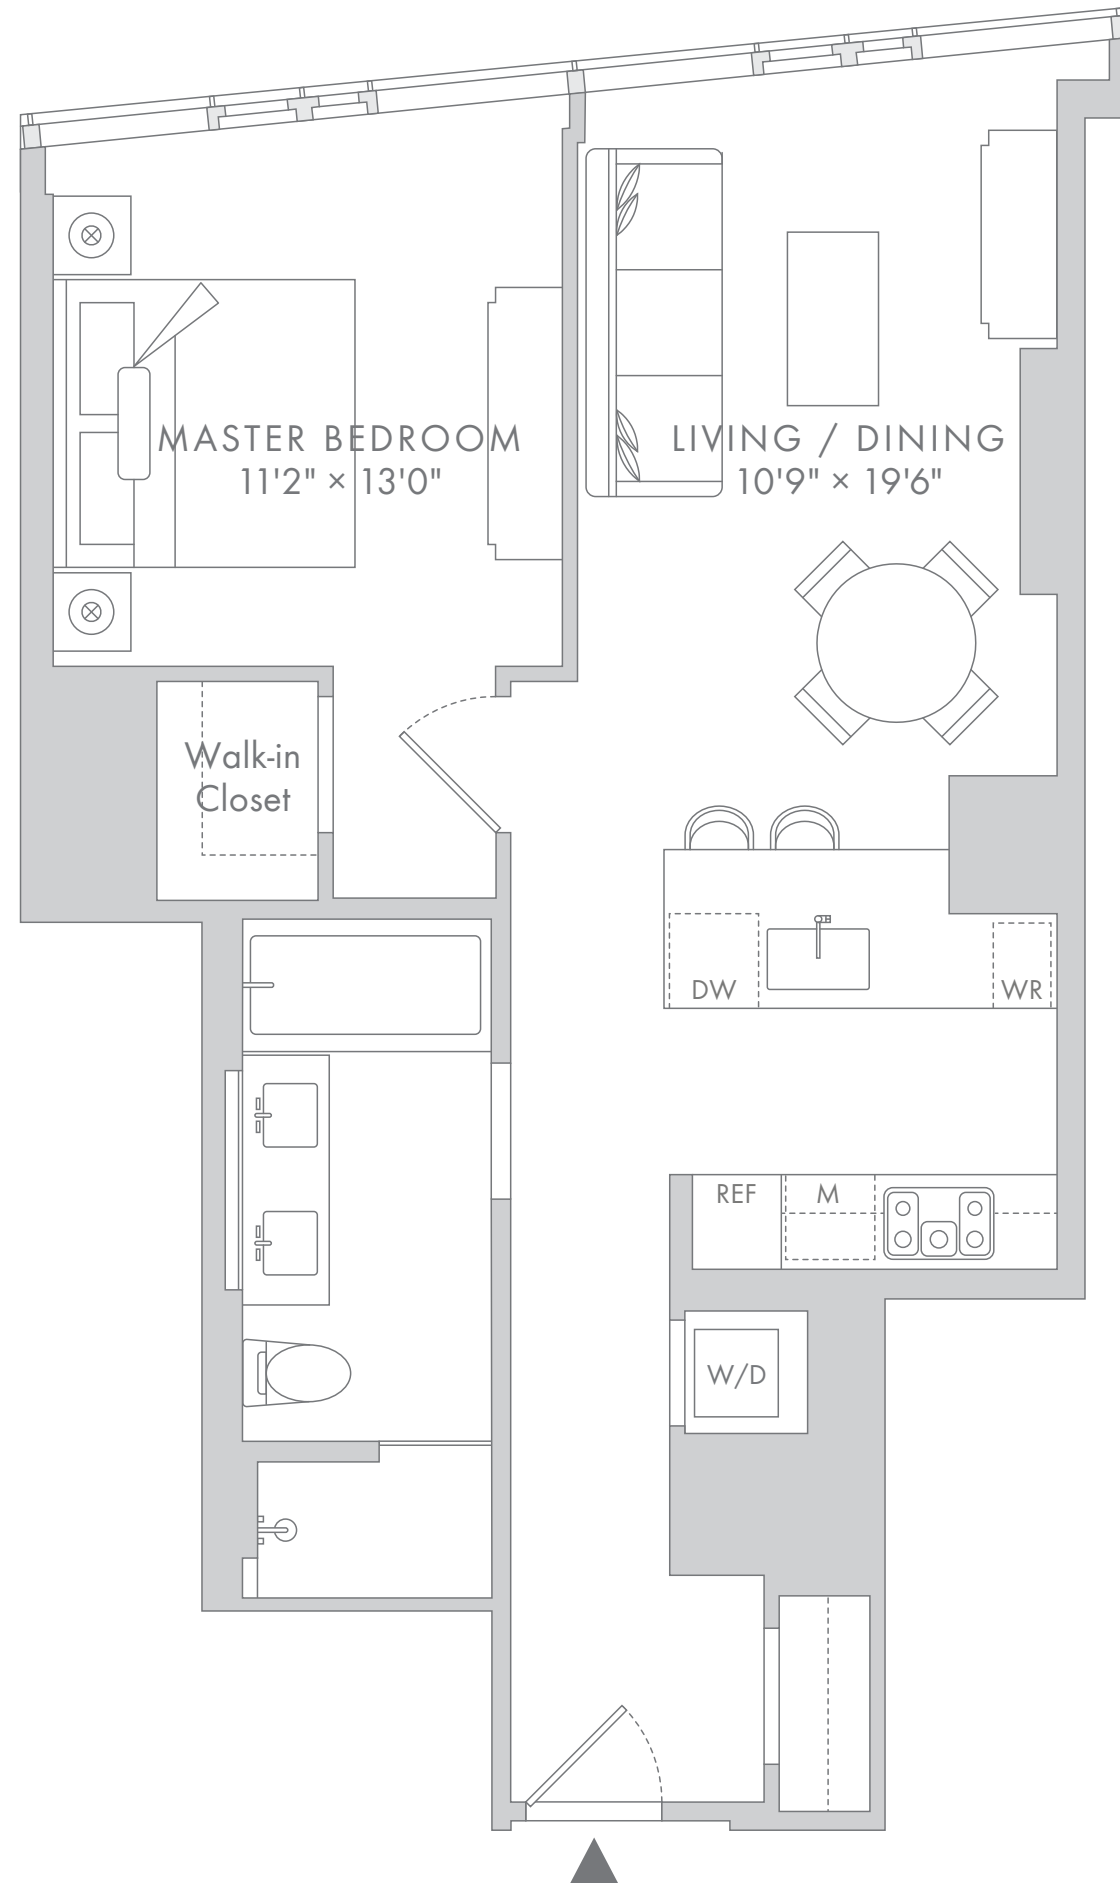 MASTER BEDROOM
11'2" × 13'0"
LIVING / DINING
10'9" × 19'6"
Walk-in
Closet
DW
WR
REF
M
W/D